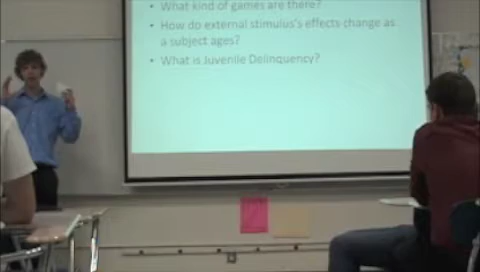 • What kind of games are there?
• How do external stimulus's effects change as
a subject ages?
• What is Juvenile Delinquency?